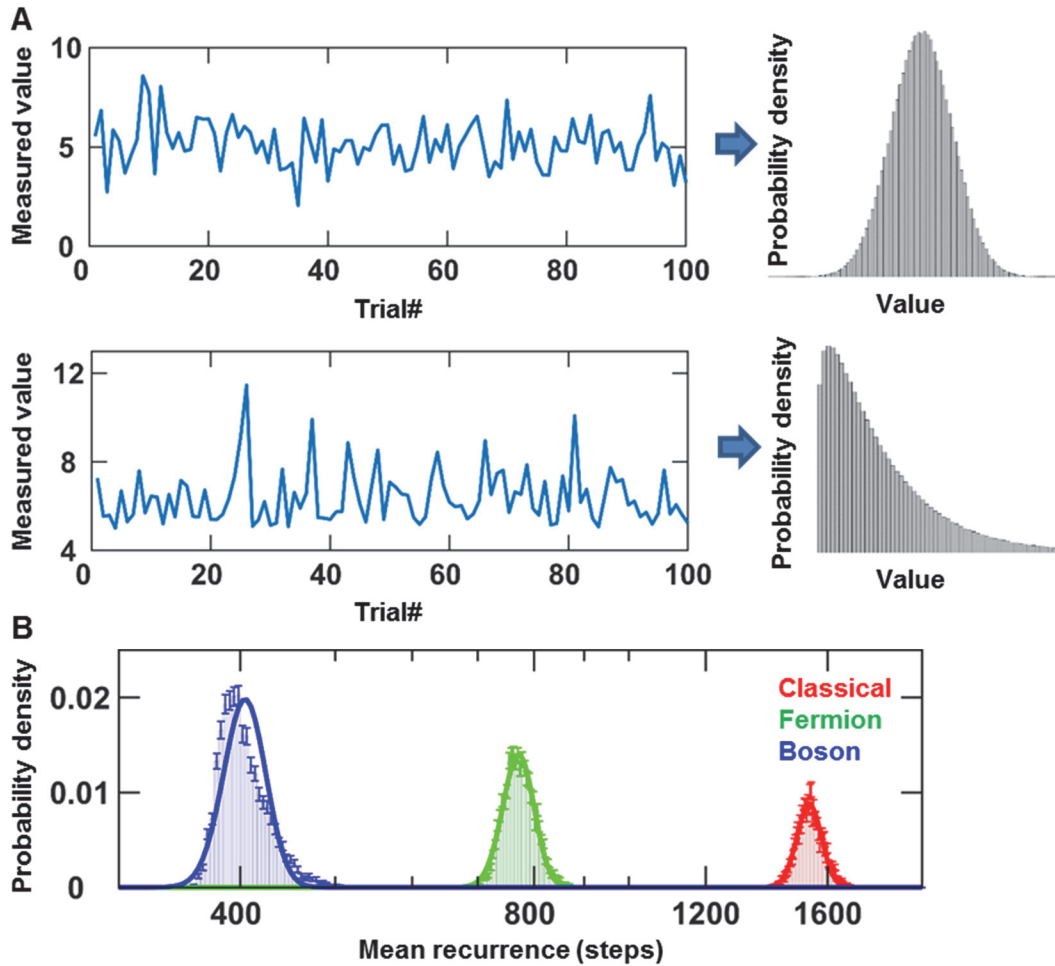 A
Measured value
10
5
0
0
20
40
60
80
100
Trial#
Probability density
Value
Measured value
12
8
4
0
20
40
60
80
100
Trial#
Probability density
Value
B
Probability density
0.02
0.01
0
400
800
1200
1600
Mean recurrence (steps)
Classical
Fermion
Boson